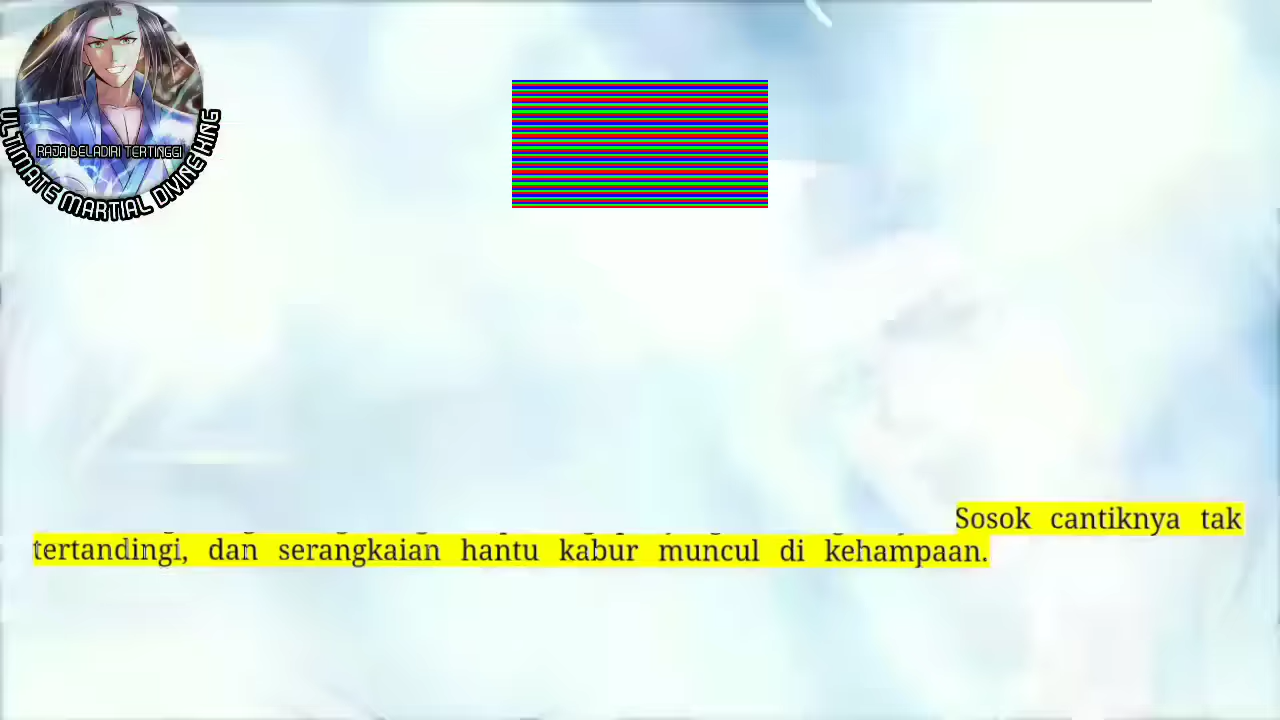 RAJA BELADIRI TERTINGGI
ULTIMATE MARTIAL DIVINE KING
Sosok cantiknya tak
tertandingi, dan serangkaian hantu kabur muncul di kehampaan.